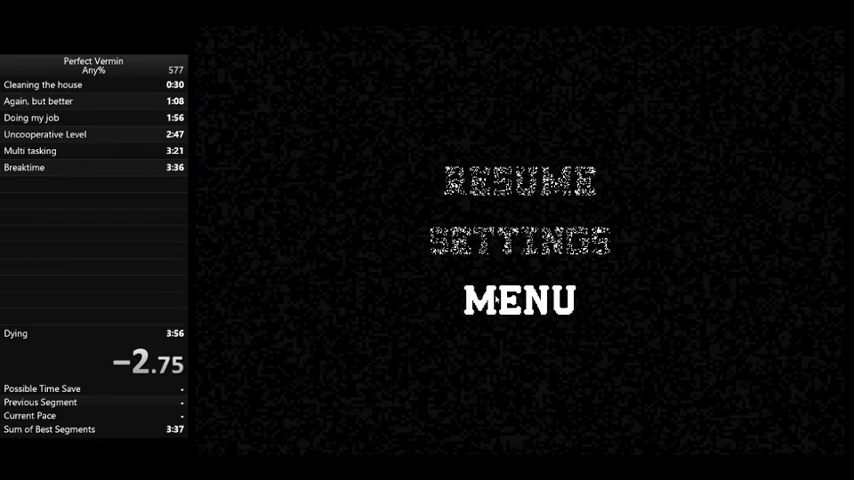 Perfect Vermin
Any% 577
Cleaning the house 0:30
Again, but better 1:08
Doing my job 1:56
Uncooperative Level 2:47
Multi tasking 3:21
Breaktime 3:36
Dying 3:56
−2.75
Possible Time Save -
Previous Segment -
Current Pace -
Sum of Best Segments 3:37
RESUME
SETTINGS
MENU